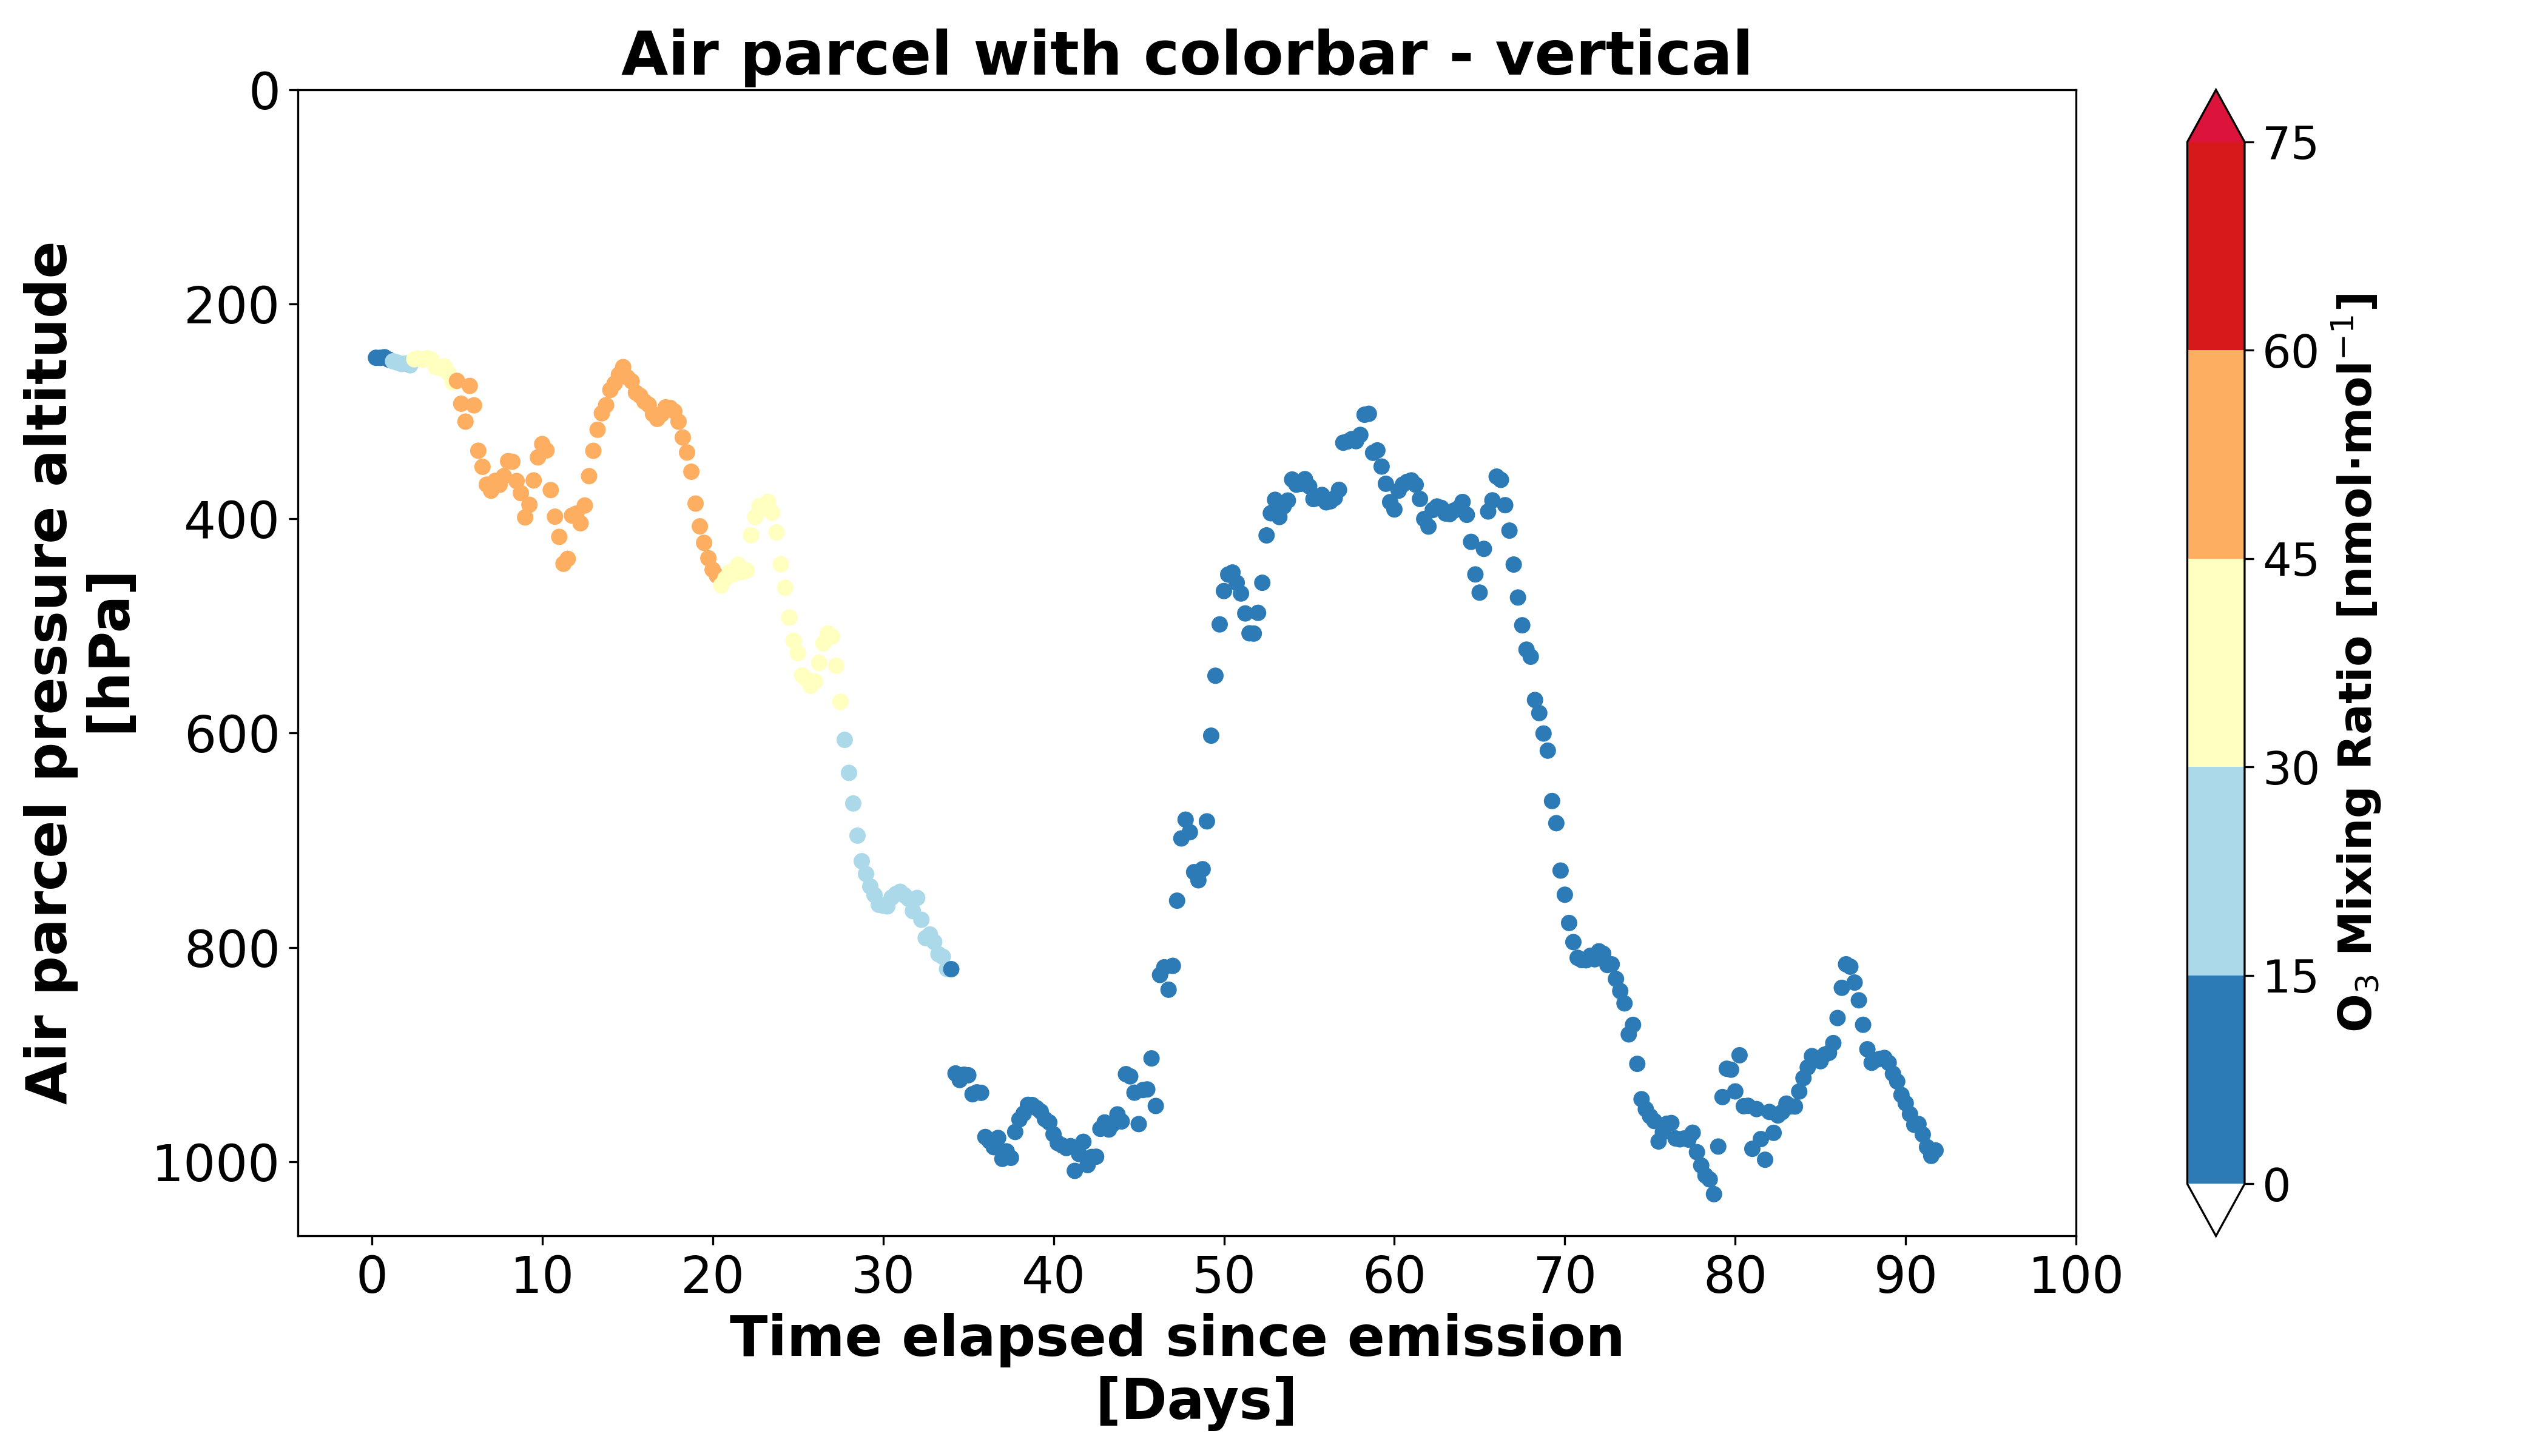 Air parcel with colorbar - vertical
Air parcel pressure altitude
[hPa]
0
200
400
600
800
1000
0 10 20 30 40 50 60 70 80 90 100
Time elapsed since emission
[Days]
75
60
45
30
15
0
O₃ Mixing Ratio [nmol·mol⁻¹]